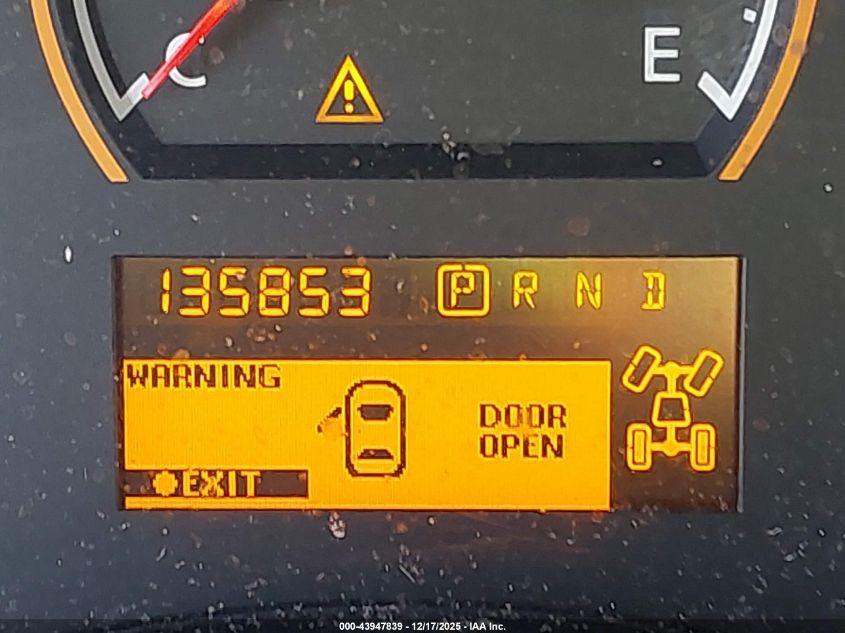 C E
135853 P R N D
WARNING
DOOR
OPEN
EXIT
000-43947839 - 12/17/2025 - IAA Inc.